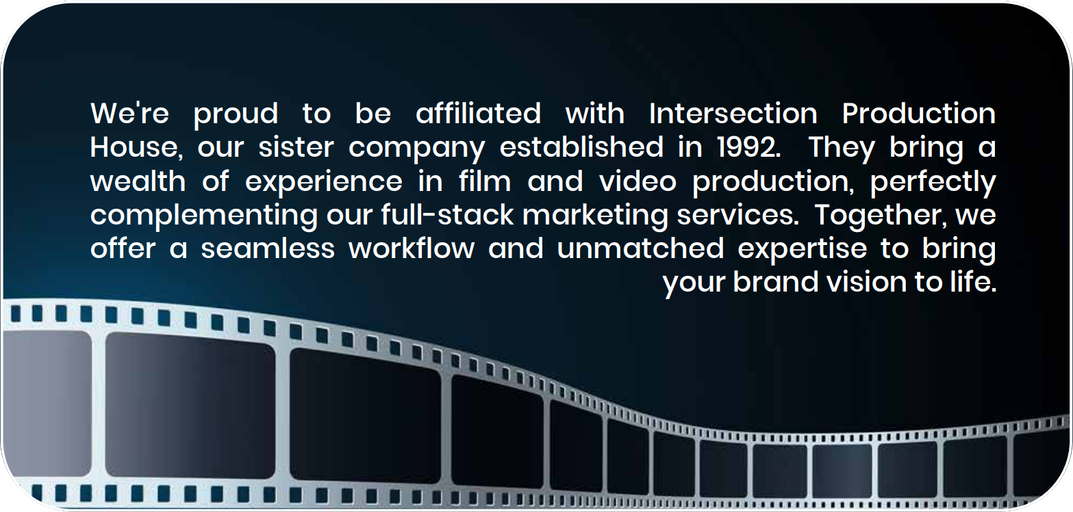 We're proud to be affiliated with Intersection Production
House, our sister company established in 1992. They bring a
wealth of experience in film and video production, perfectly
complementing our full-stack marketing services. Together, we
offer a seamless workflow and unmatched expertise to bring
your brand vision to life.